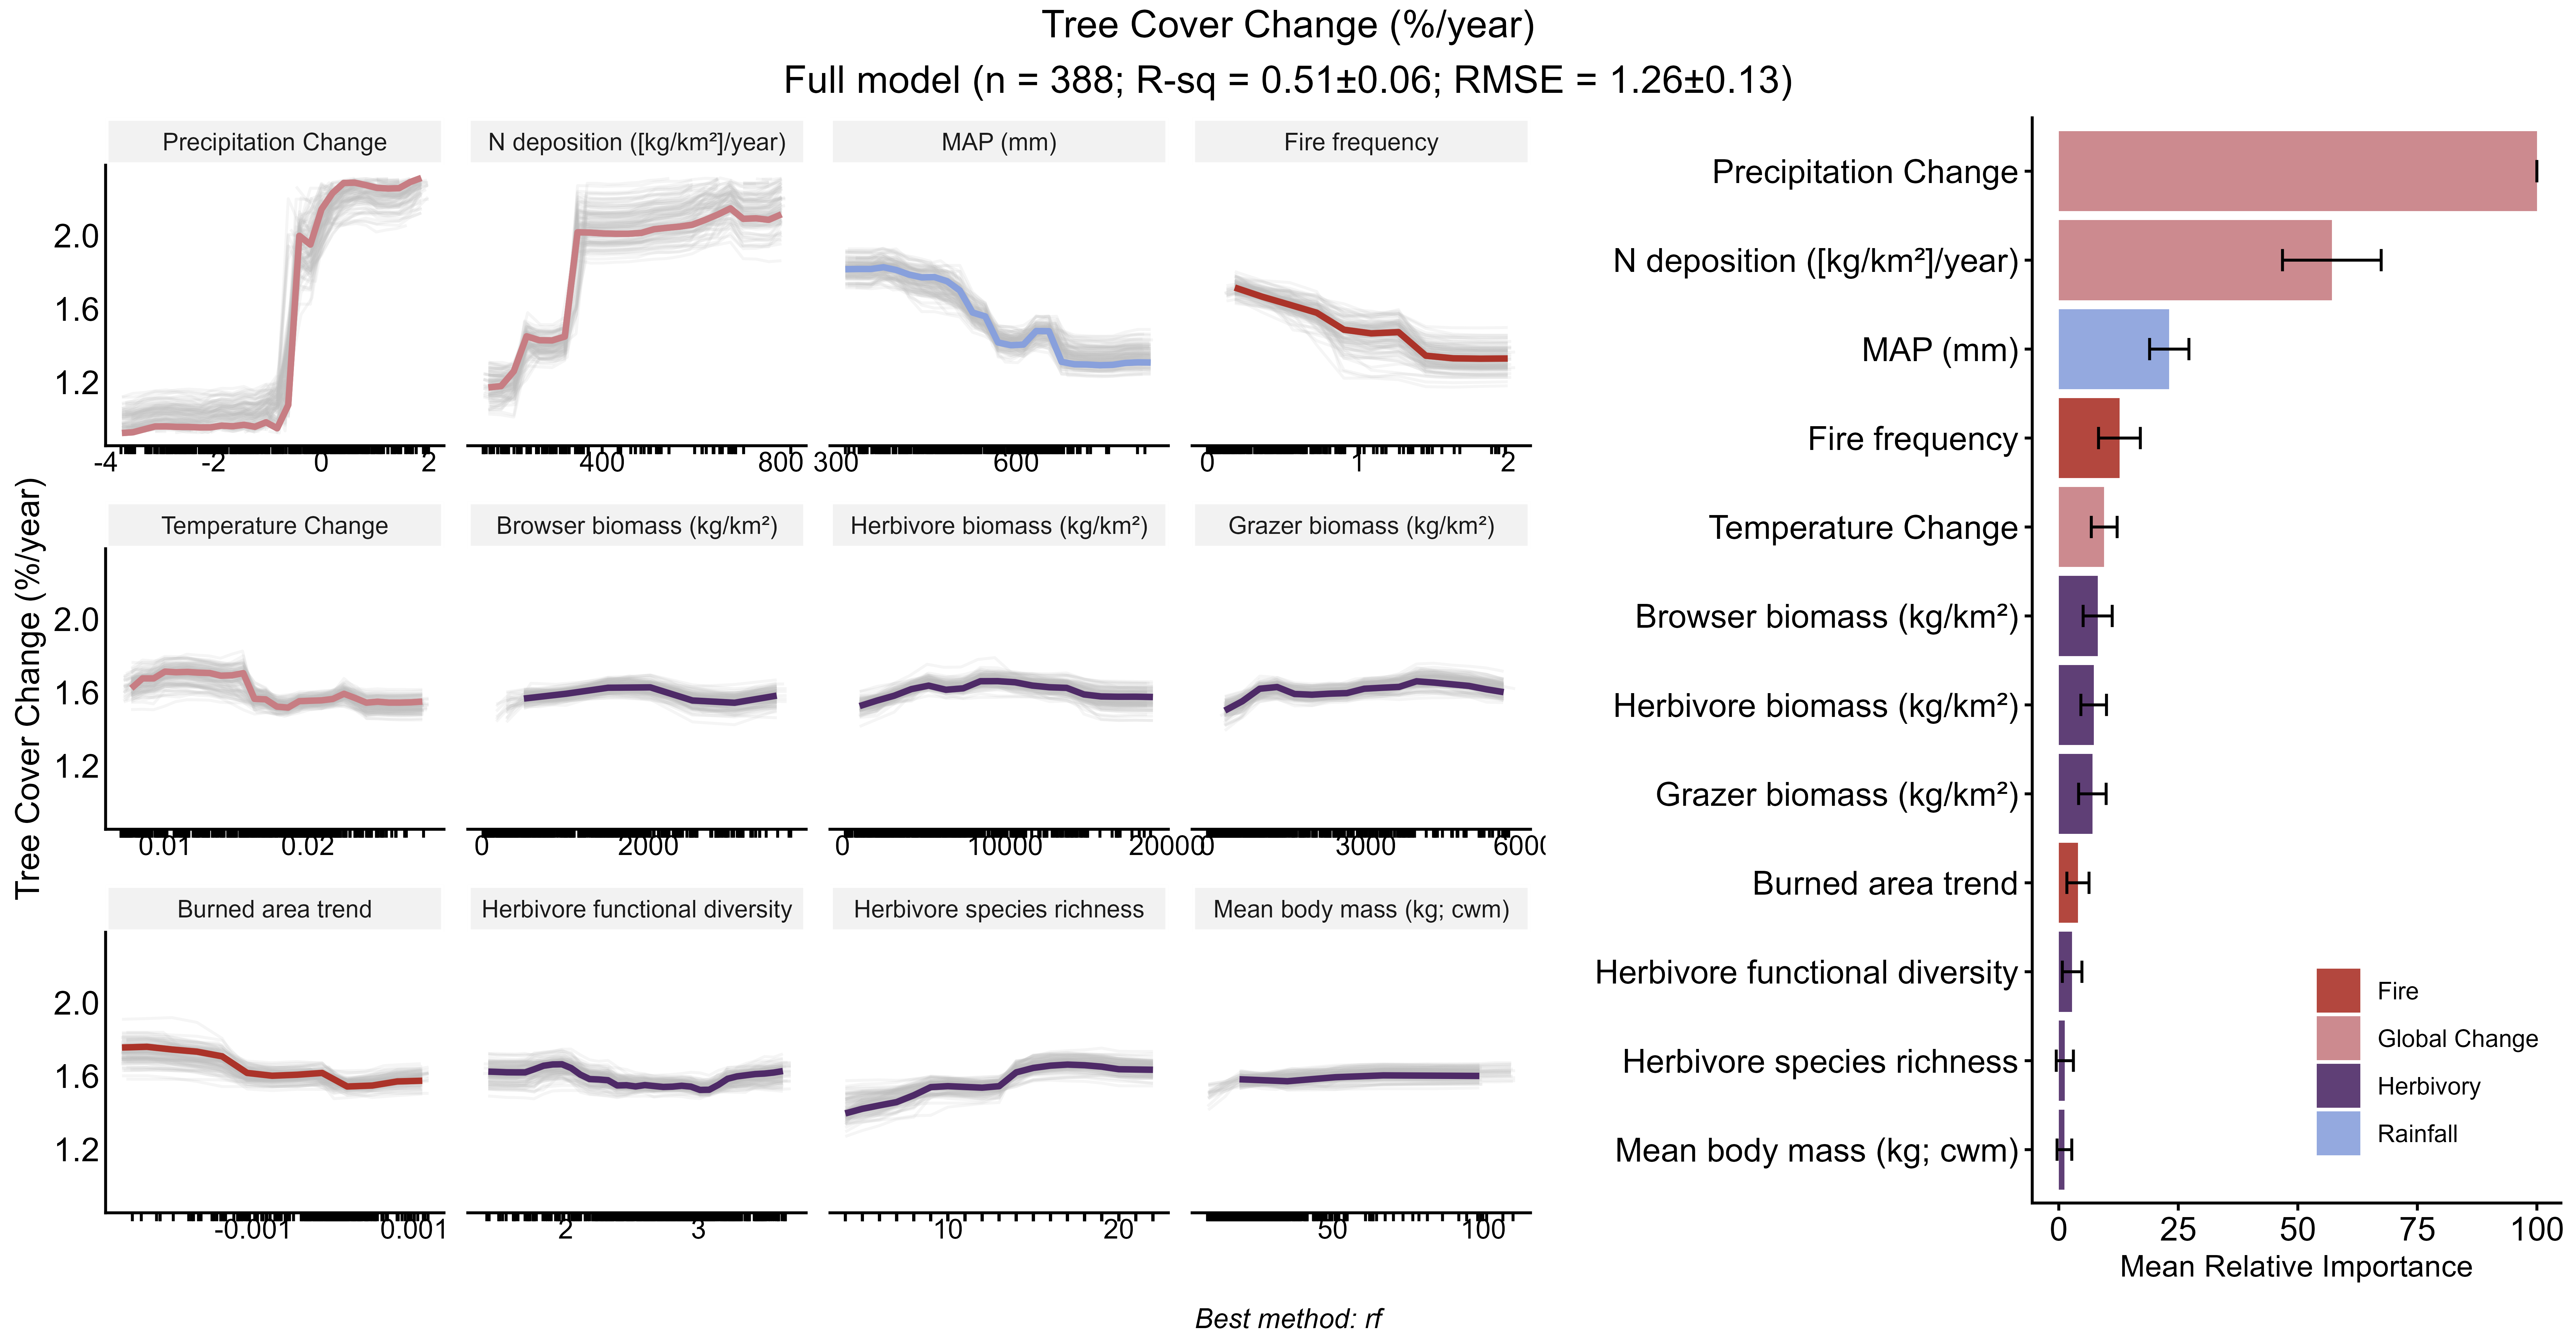 Tree Cover Change (%/year)
Full model (n = 388; R-sq = 0.51±0.06; RMSE = 1.26±0.13)
Tree Cover Change (%/year)
Precipitation Change
N deposition ([kg/km²]/year)
MAP (mm)
Fire frequency
2.0
1.6
1.2
-4 -2 0 2
400 800
300 600
0 1 2
Temperature Change
Browser biomass (kg/km²)
Herbivore biomass (kg/km²)
Grazer biomass (kg/km²)
2.0
1.6
1.2
0.01 0.02
0 2000
0 10000 20000
0 3000 6000
Burned area trend
Herbivore functional diversity
Herbivore species richness
Mean body mass (kg; cwm)
2.0
1.6
1.2
-0.001 0.001
2 3
10 20
50 100
Best method: rf
Precipitation Change
N deposition ([kg/km²]/year)
MAP (mm)
Fire frequency
Temperature Change
Browser biomass (kg/km²)
Herbivore biomass (kg/km²)
Grazer biomass (kg/km²)
Burned area trend
Herbivore functional diversity
Herbivore species richness
Mean body mass (kg; cwm)
0 25 50 75 100
Mean Relative Importance
Fire
Global Change
Herbivory
Rainfall